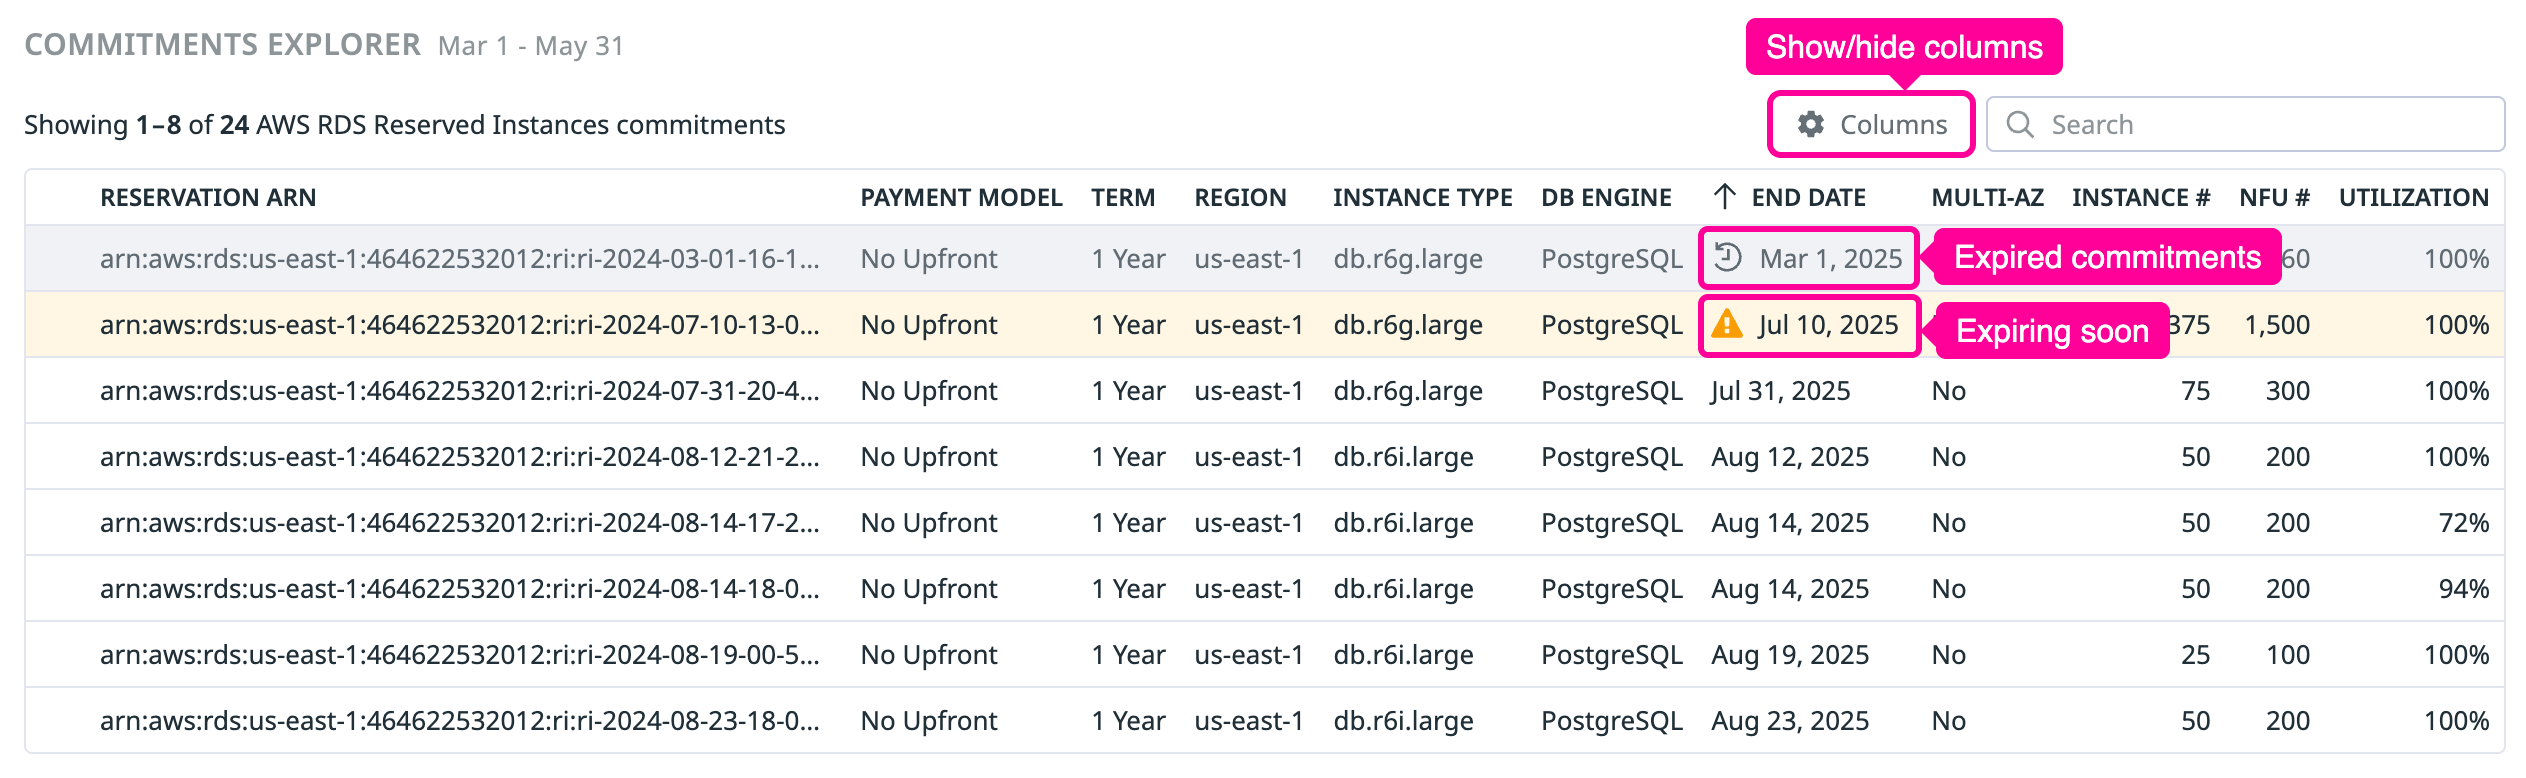 COMMITMENTS EXPLORER Mar 1 - May 31
Show/hide columns
Showing 1–8 of 24 AWS RDS Reserved Instances commitments
Columns
Search
RESERVATION ARN PAYMENT MODEL TERM REGION INSTANCE TYPE DB ENGINE END DATE MULTI-AZ INSTANCE # NFU # UTILIZATION
arn:aws:rds:us-east-1:464622532012:ri:ri-2024-03-01-16-1... No Upfront 1 Year us-east-1 db.r6g.large PostgreSQL Mar 1, 2025 Expired commitments 60 100%
arn:aws:rds:us-east-1:464622532012:ri:ri-2024-07-10-13-0... No Upfront 1 Year us-east-1 db.r6g.large PostgreSQL Jul 10, 2025 Expiring soon 375 1,500 100%
arn:aws:rds:us-east-1:464622532012:ri:ri-2024-07-31-20-4... No Upfront 1 Year us-east-1 db.r6g.large PostgreSQL Jul 31, 2025 No 75 300 100%
arn:aws:rds:us-east-1:464622532012:ri:ri-2024-08-12-21-2... No Upfront 1 Year us-east-1 db.r6i.large PostgreSQL Aug 12, 2025 No 50 200 100%
arn:aws:rds:us-east-1:464622532012:ri:ri-2024-08-14-17-2... No Upfront 1 Year us-east-1 db.r6i.large PostgreSQL Aug 14, 2025 No 50 200 72%
arn:aws:rds:us-east-1:464622532012:ri:ri-2024-08-14-18-0... No Upfront 1 Year us-east-1 db.r6i.large PostgreSQL Aug 14, 2025 No 50 200 94%
arn:aws:rds:us-east-1:464622532012:ri:ri-2024-08-19-00-5... No Upfront 1 Year us-east-1 db.r6i.large PostgreSQL Aug 19, 2025 No 25 100 100%
arn:aws:rds:us-east-1:464622532012:ri:ri-2024-08-23-18-0... No Upfront 1 Year us-east-1 db.r6i.large PostgreSQL Aug 23, 2025 No 50 200 100%